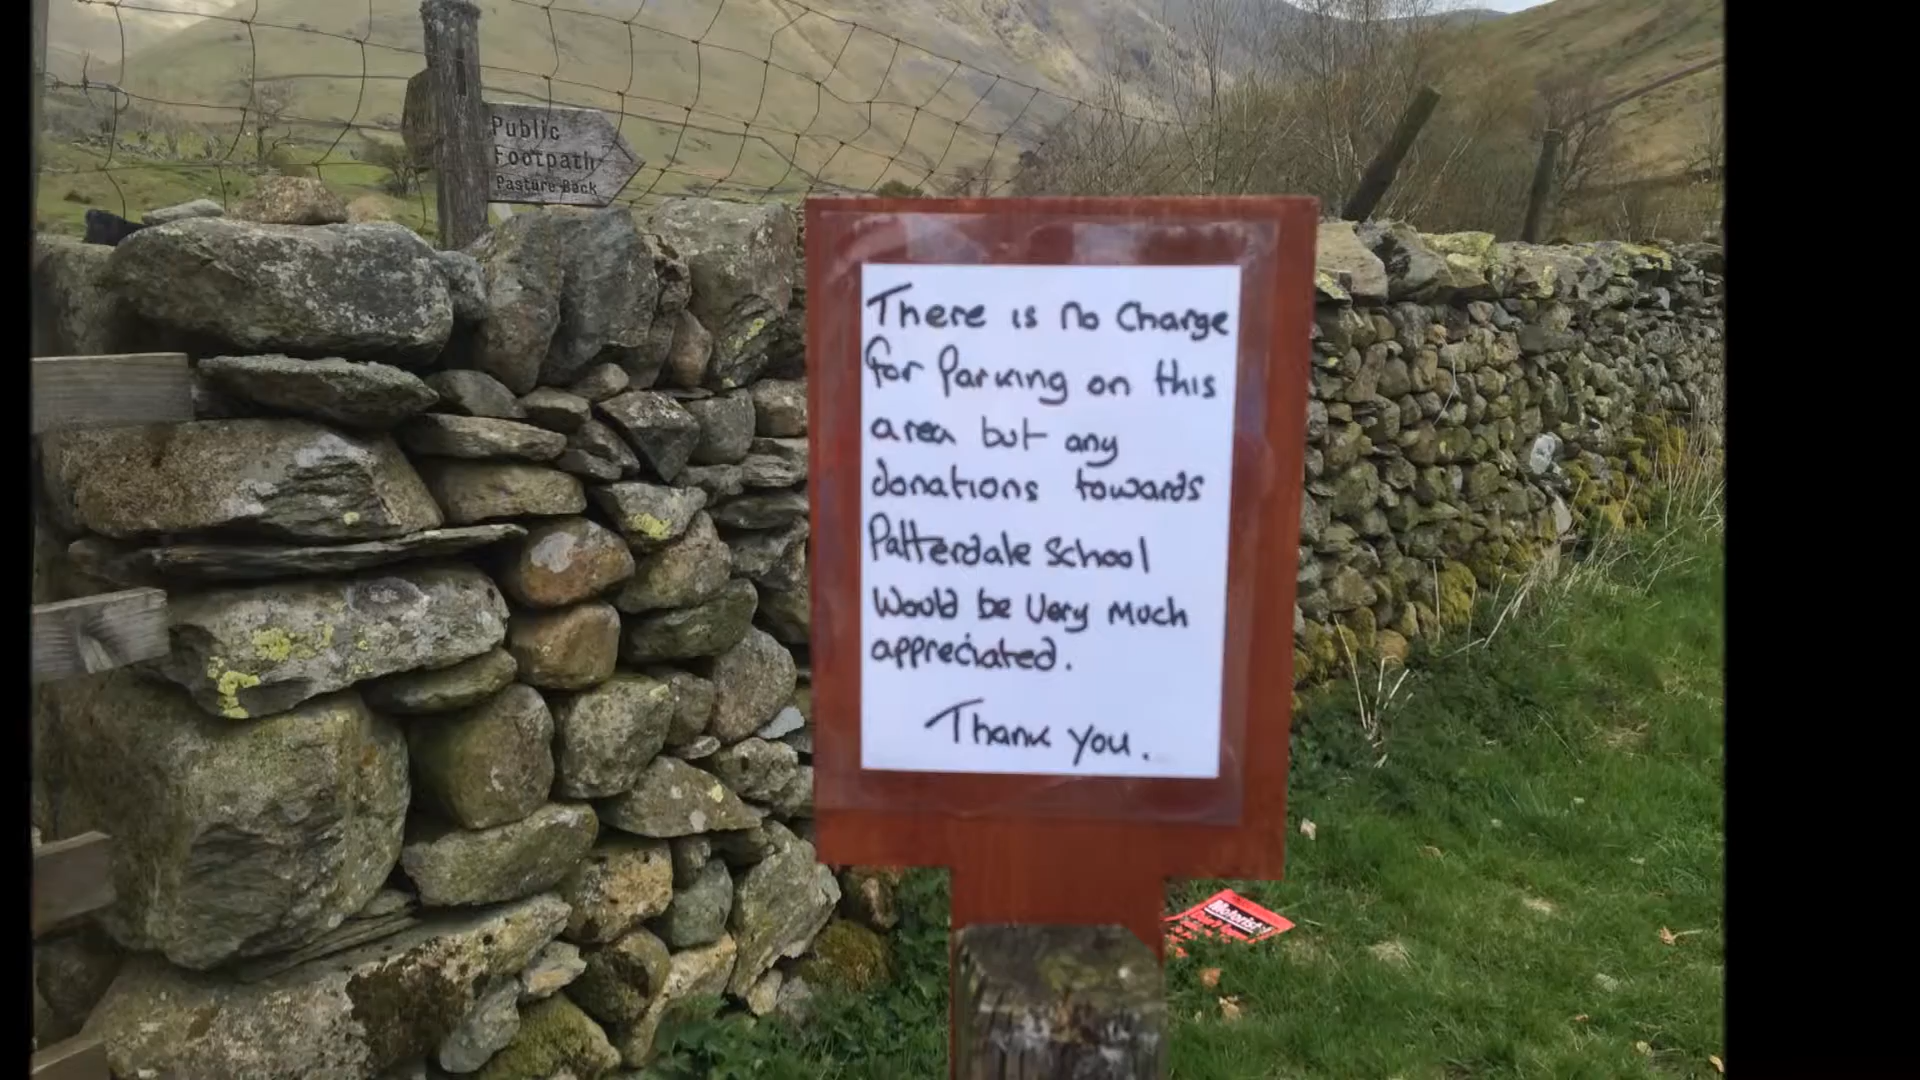 Public
Footpath
Pasture Beck
There is no Charge
for Parking on this
area but any
donations towards
Patterdale School
Would be Very Much
appreciated.
Thank you.
Motorist